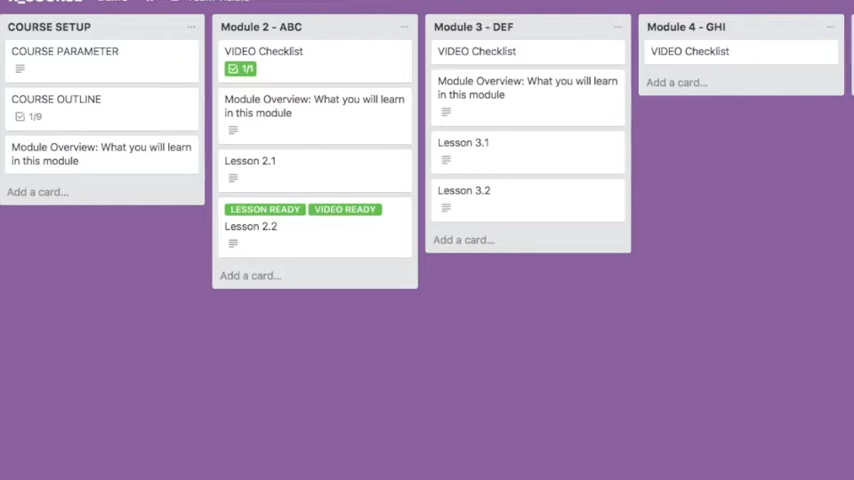 COURSE SETUP
COURSE PARAMETER
COURSE OUTLINE
1/9
Module Overview: What you will learn
in this module
Add a card...
Module 2 - ABC
VIDEO Checklist
1/1
Module Overview: What you will learn
in this module
Lesson 2.1
LESSON READY VIDEO READY
Lesson 2.2
Add a card...
Module 3 - DEF
VIDEO Checklist
Module Overview: What you will learn
in this module
Lesson 3.1
Lesson 3.2
Add a card...
Module 4 - GHI
VIDEO Checklist
Add a card...